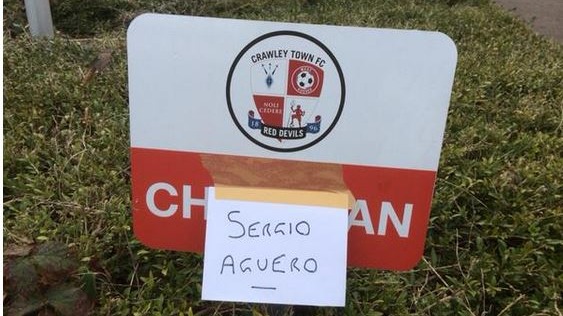 CRAWLEY TOWN FC
NOLI
CEDERE
18 96
RED DEVILS
CH AN
SERGIO
AGUERO